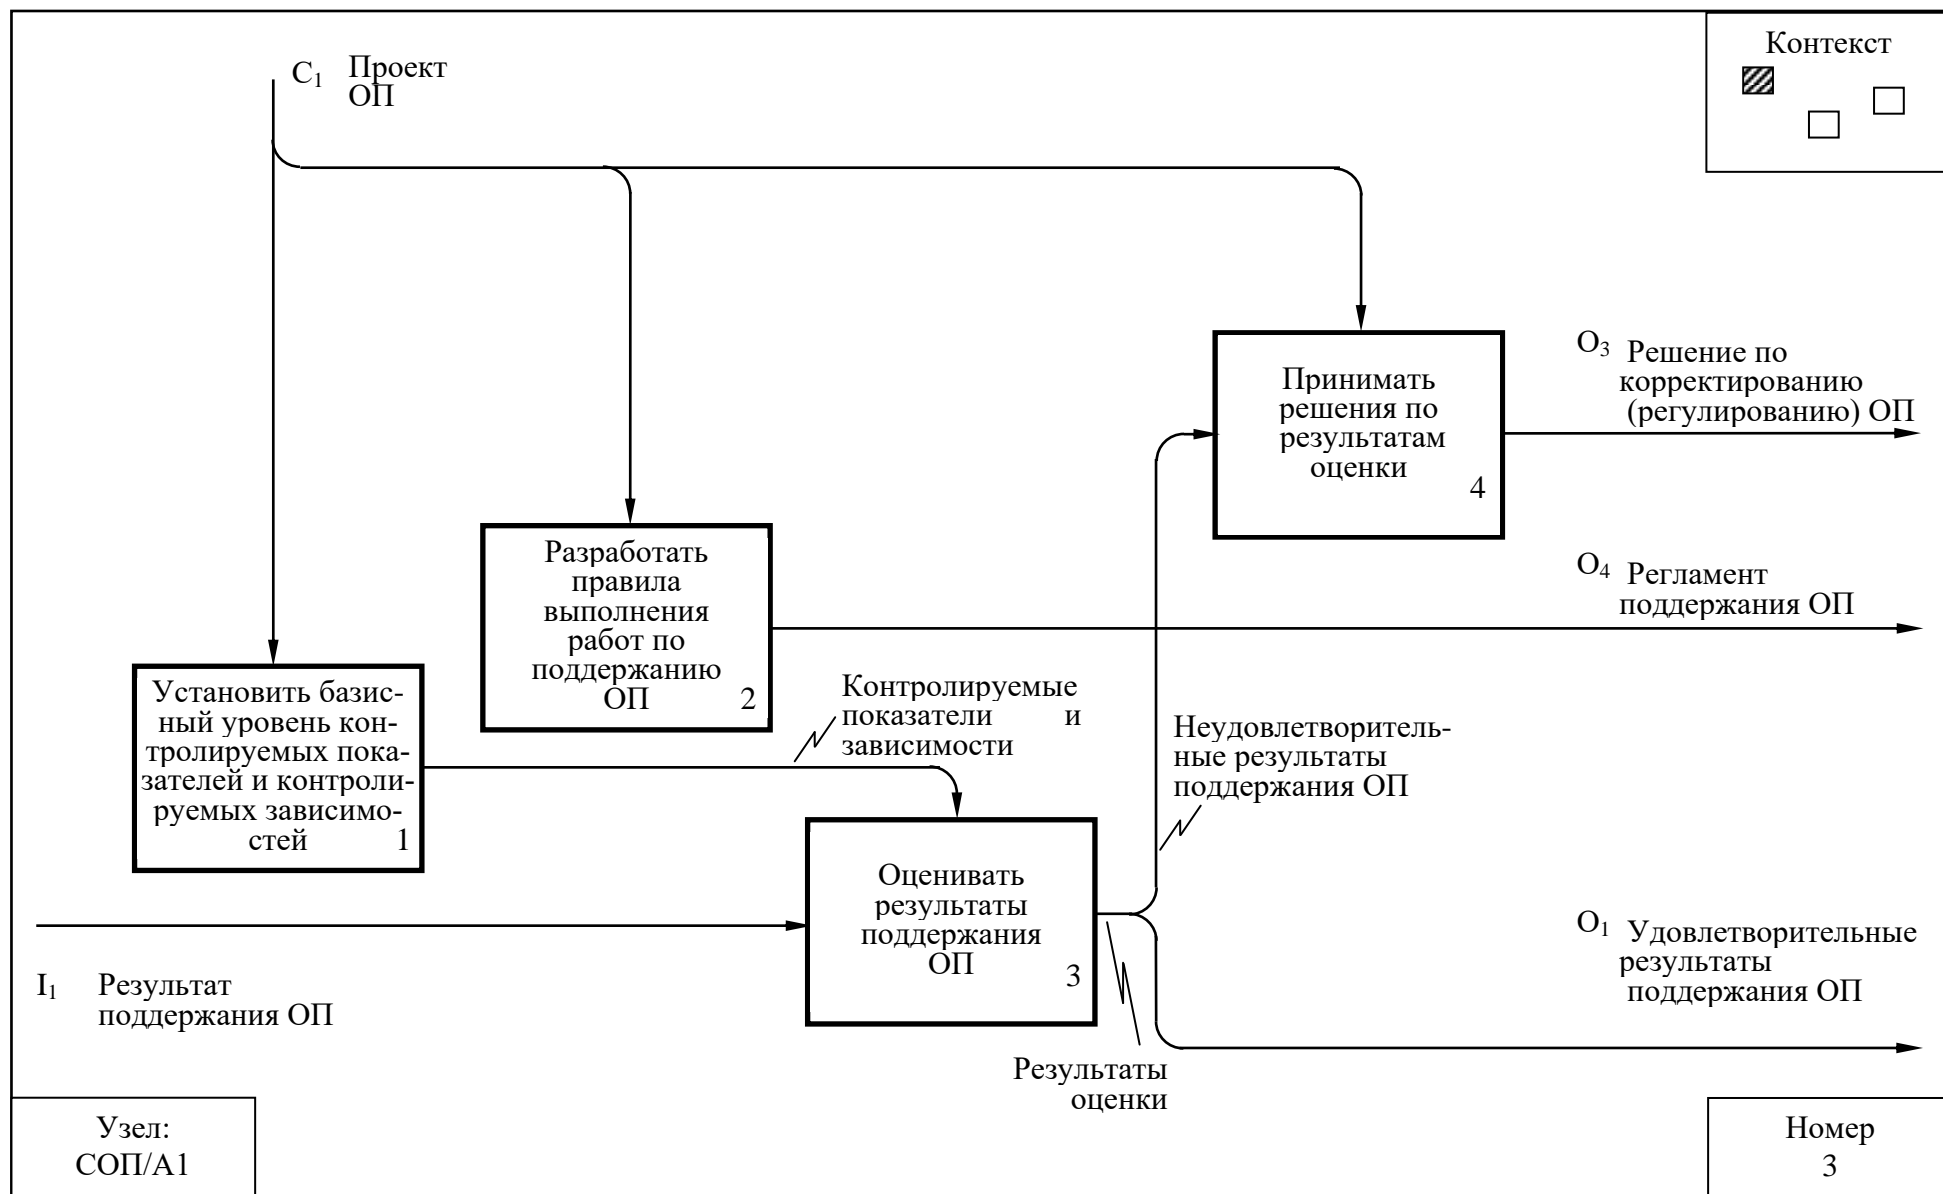 Контекст
C1 Проект
ОП
O3 Решение по
корректированию
(регулированию) ОП
Принимать
решения по
результатам
оценки
4
Разработать
правила
выполнения
работ по
поддержанию
ОП
2
O4 Регламент
поддержания ОП
Установить базис-
ный уровень кон-
тролируемых пока-
зателей и контроли-
руемых зависимо-
стей
1
Контролируемые
показатели и
зависимости
Неудовлетворитель-
ные результаты
поддержания ОП
Оценивать
результаты
поддержания
ОП
3
O1 Удовлетворительные
результаты
поддержания ОП
I1 Результат
поддержания ОП
Результаты
оценки
Узел:
СОП/А1
Номер
3